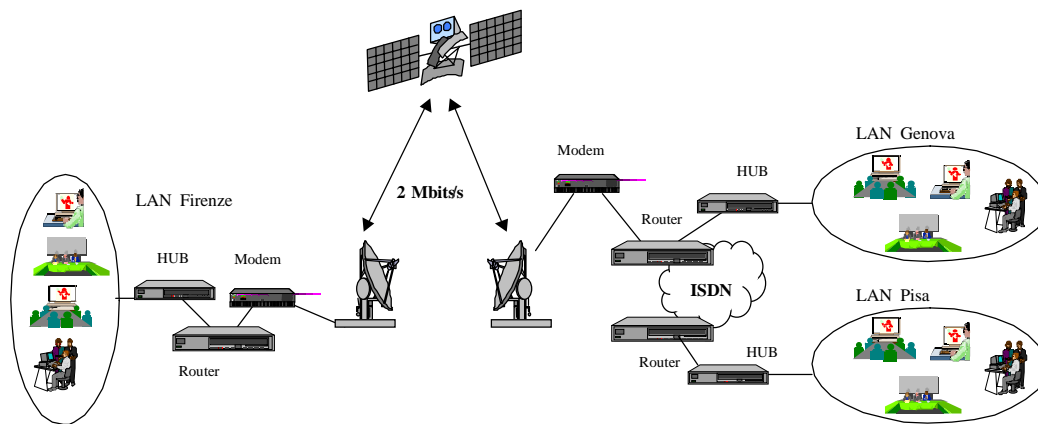 LAN Genova
Modem
HUB
2 Mbits/s
LAN Firenze
Router
HUB
Modem
ISDN
LAN Pisa
Router
Router
HUB